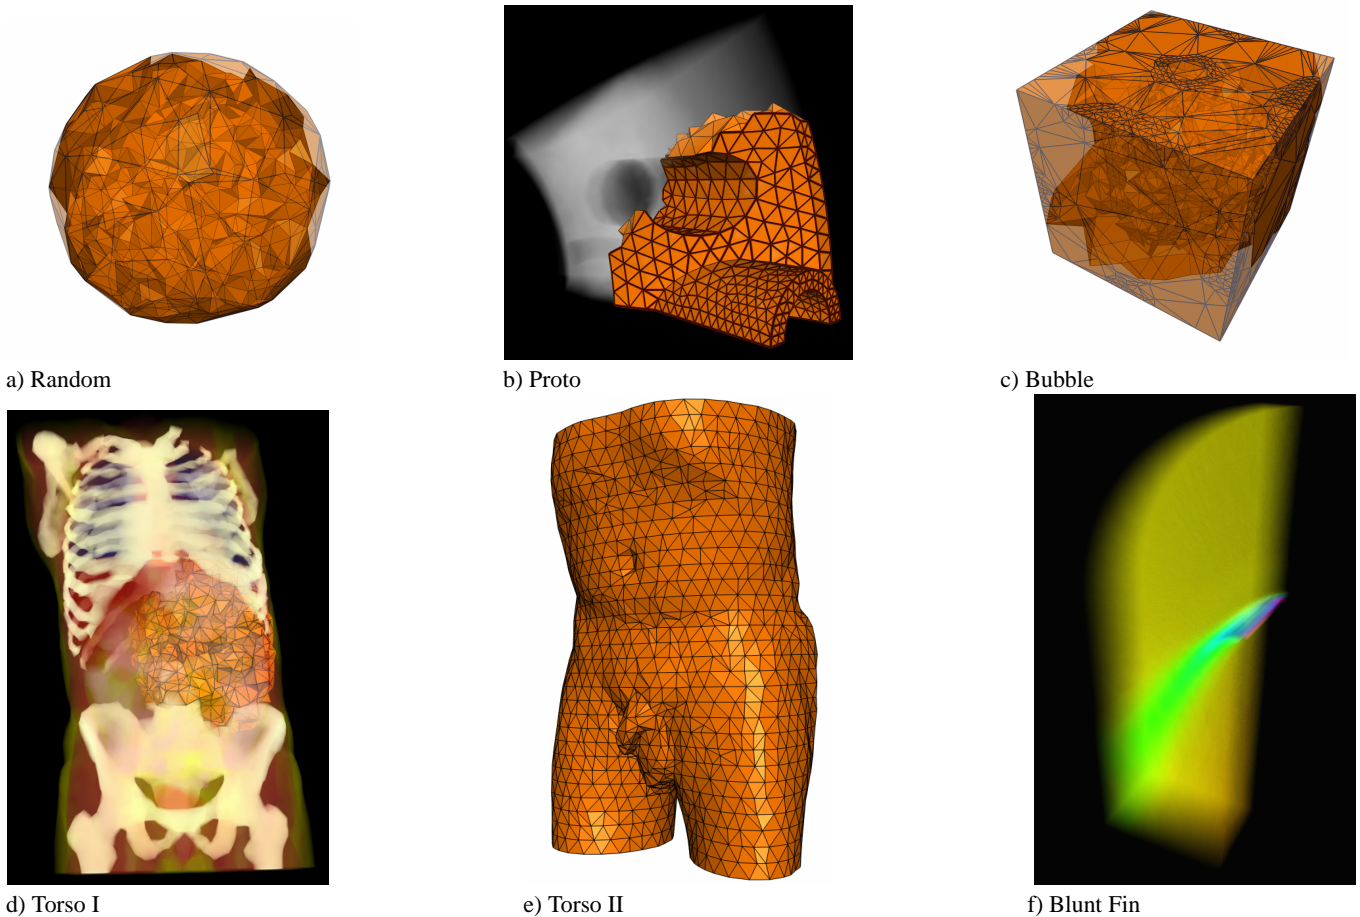 a) Random
b) Proto
c) Bubble
d) Torso I
e) Torso II
f) Blunt Fin